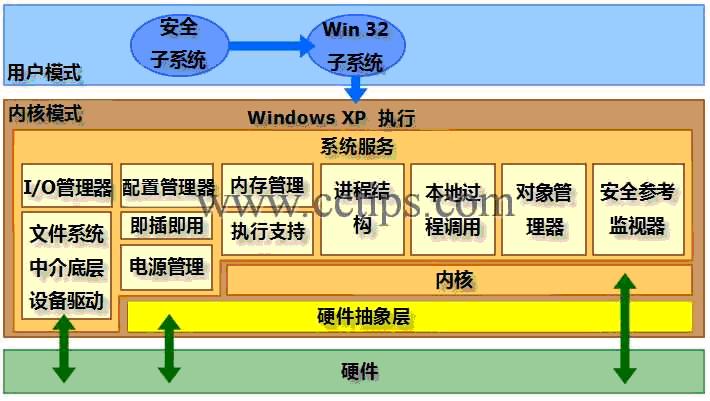 安全
子系统
Win 32
子系统
用户模式
内核模式
Windows XP 执行
系统服务
I/O管理器
配置管理器
内存管理
进程结
构
本地过
程调用
对象管
理器
安全参考
监视器
文件系统
中介底层
设备驱动
即插即用
电源管理
执行支持
www.cctips.com
内核
硬件抽象层
硬件